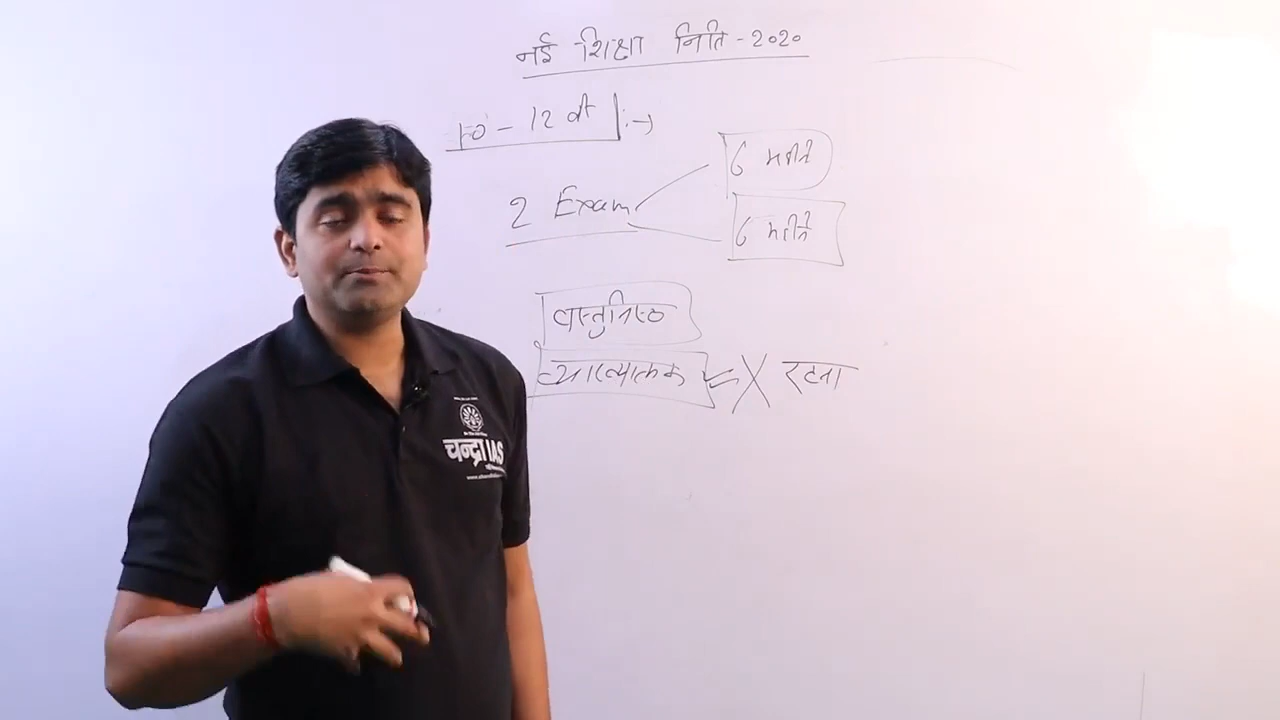 नई शिक्षा निति - 2020
10 - 12 वी :→
2 Exam
6 महीने
6 महीने
वस्तुनिष्ठ
व्याख्यात्मक
X रटना
चन्द्रा IAS